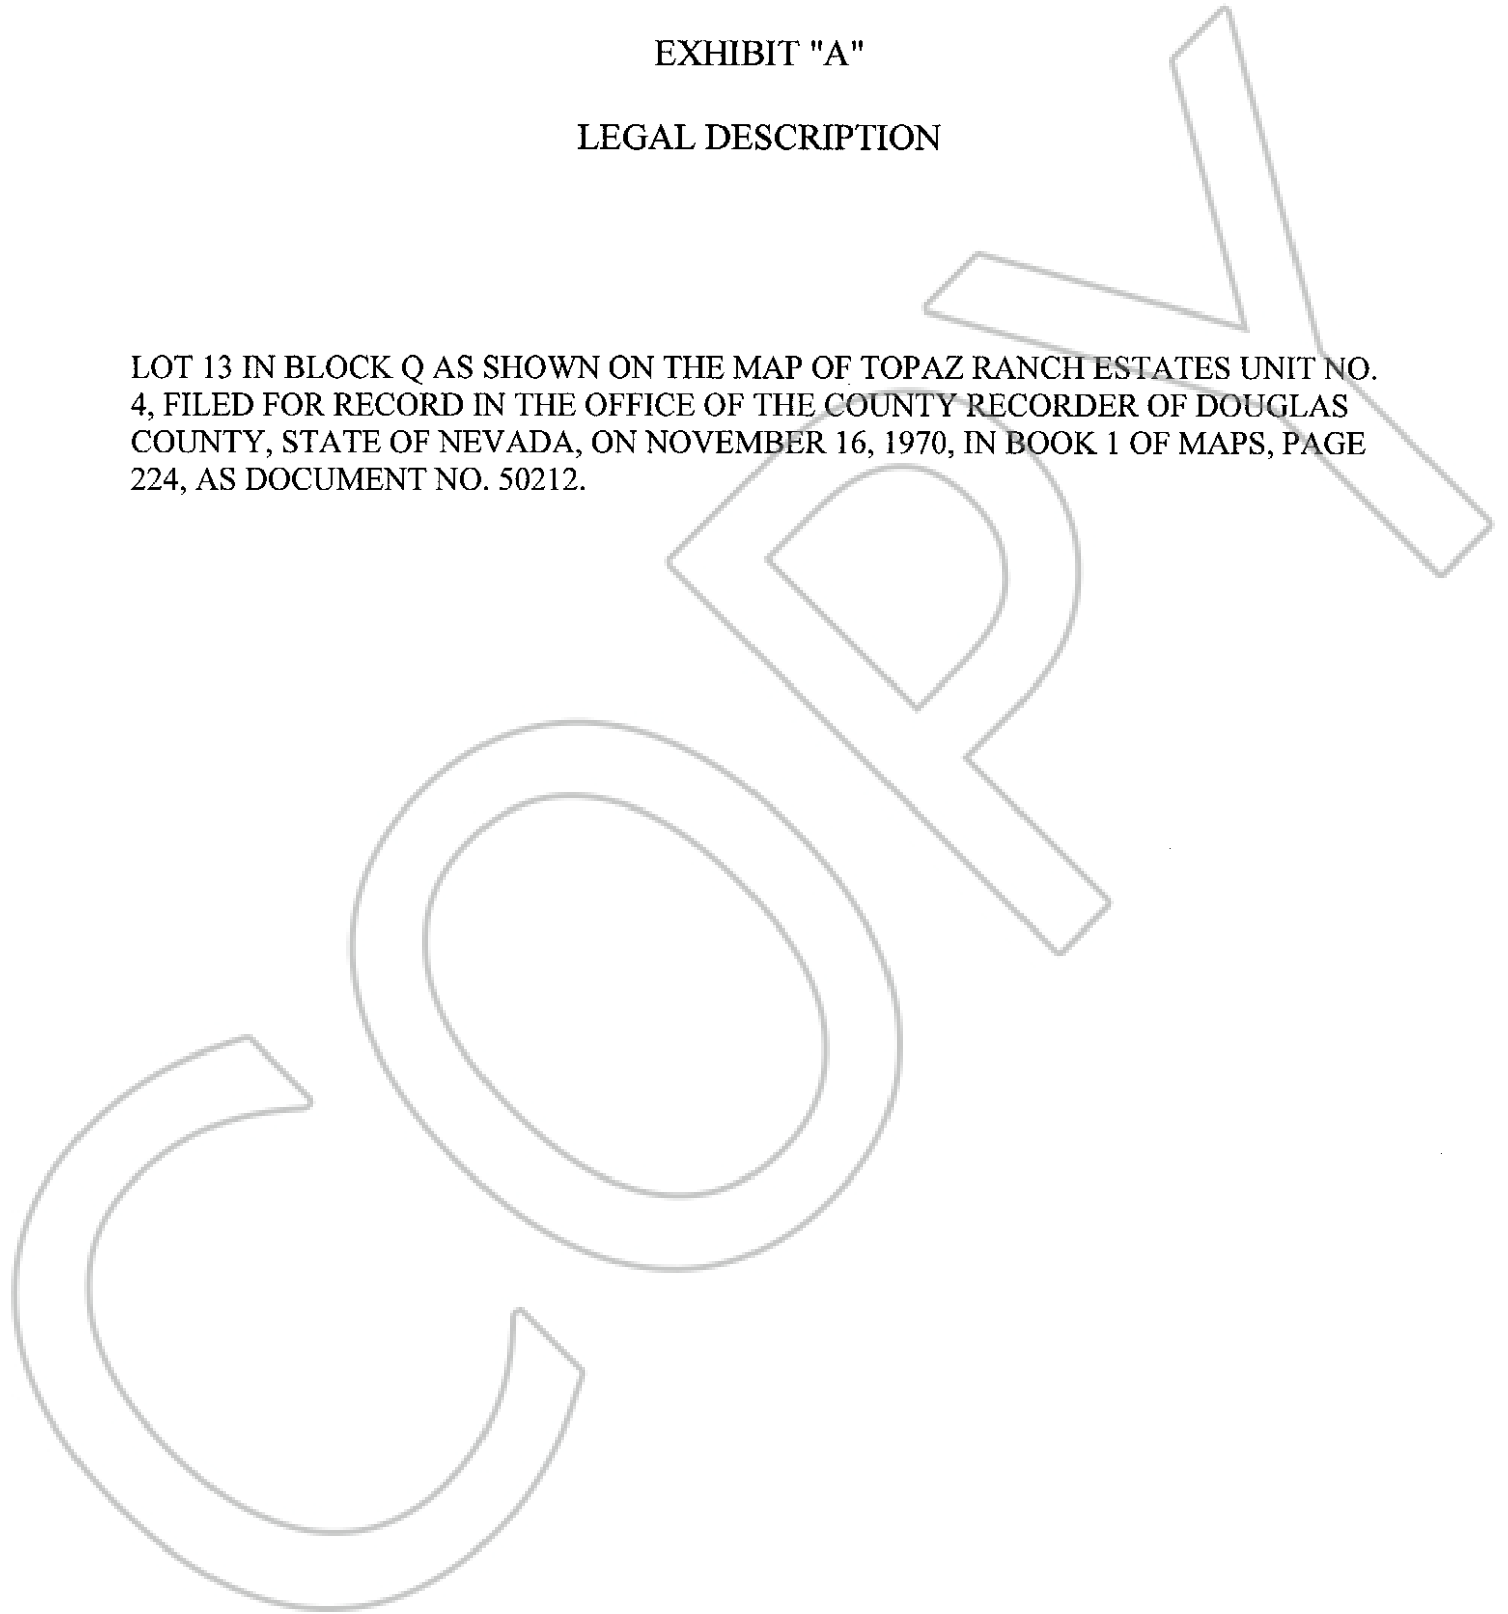 EXHIBIT "A"
LEGAL DESCRIPTION
LOT 13 IN BLOCK Q AS SHOWN ON THE MAP OF TOPAZ RANCH ESTATES UNIT NO.
4, FILED FOR RECORD IN THE OFFICE OF THE COUNTY RECORDER OF DOUGLAS
COUNTY, STATE OF NEVADA, ON NOVEMBER 16, 1970, IN BOOK 1 OF MAPS, PAGE
224, AS DOCUMENT NO. 50212.
COPY